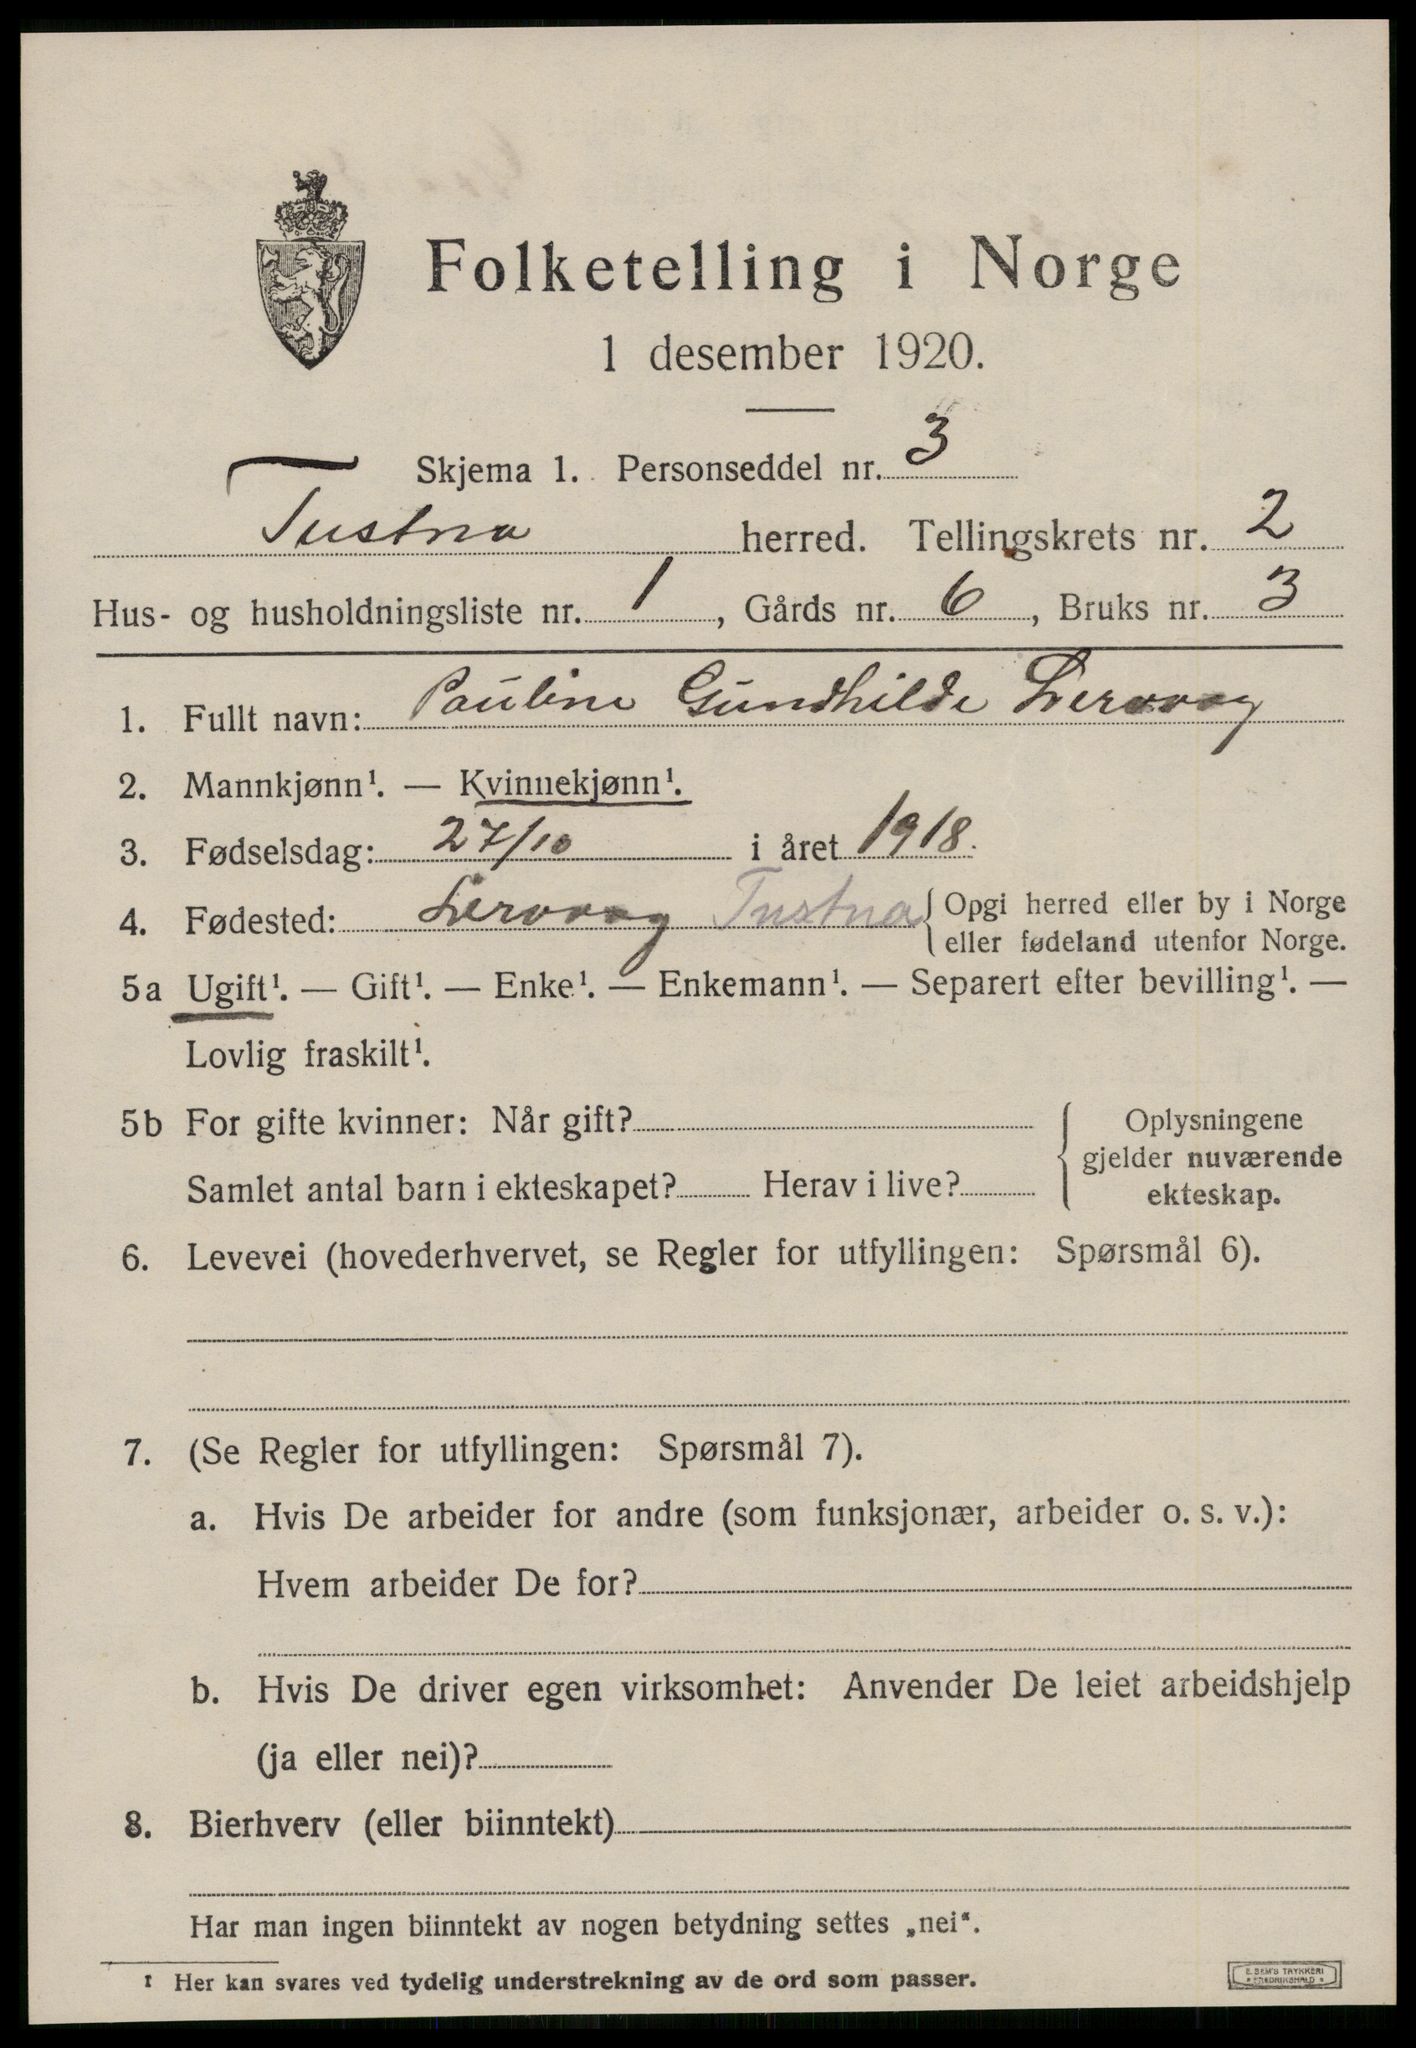 Folketelling i Norge
1 desember 1920.
Skjema 1. Personseddel nr. 3
Tustna herred. Tellingskrets nr. 2
Hus- og husholdningsliste nr. 1, Gårds nr. 6, Bruks nr. 3
1. Fullt navn: Pauline Gundhilde Lervaag
2. Mannkjønn¹. — Kvinnekjønn¹.
3. Fødselsdag: 27/10 i året 1918.
4. Fødested: Lervaag Tustna { Opgi herred eller by i Norge
eller fødeland utenfor Norge.
5a Ugift¹. — Gift¹. — Enke¹. — Enkemann¹. — Separert efter bevilling¹. —
Lovlig fraskilt¹.
5b For gifte kvinner: Når gift? { Oplysningene
gjelder nuværende
Samlet antal barn i ekteskapet? Herav i live? ekteskap.
6. Levevei (hovederhvervet, se Regler for utfyllingen: Spørsmål 6).
7. (Se Regler for utfyllingen: Spørsmål 7).
a. Hvis De arbeider for andre (som funksjonær, arbeider o. s. v.):
Hvem arbeider De for?
b. Hvis De driver egen virksomhet: Anvender De leiet arbeidshjelp
(ja eller nei)?
8. Bierhverv (eller biinntekt)
Har man ingen biinntekt av nogen betydning settes „nei“.
¹ Her kan svares ved tydelig understrekning av de ord som passer.
E. SEM'S TRYKKERI
* FREDRIKSHALD *